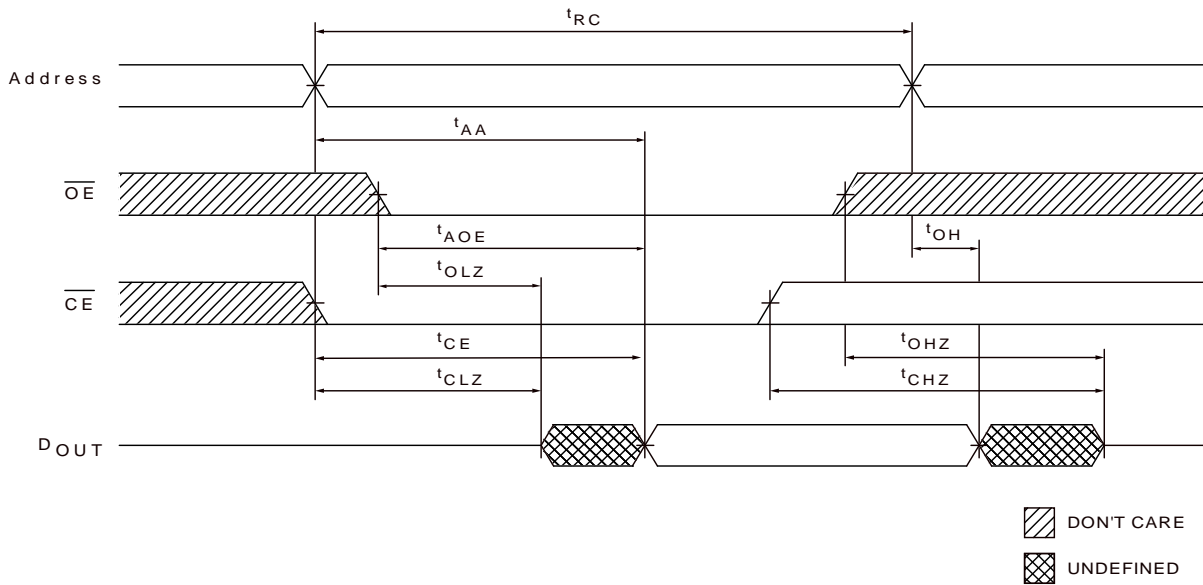 tRC
Address
tAA
OE
tAOE
tOH
tOLZ
CE
tCE
tOHZ
tCLZ
tCHZ
DOUT
DON'T CARE
UNDEFINED